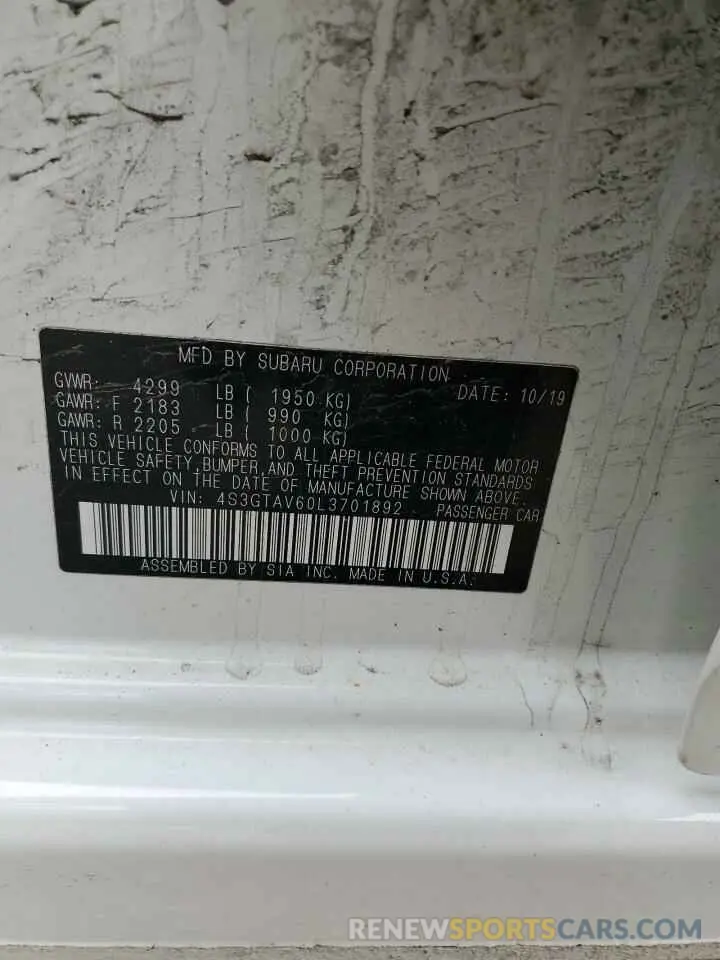 MFD BY SUBARU CORPORATION
GVWR: 4299 LB ( 1950 KG) DATE: 10/19
GAWR: F 2183 LB ( 990 KG)
GAWR: R 2205 LB ( 1000 KG)
THIS VEHICLE CONFORMS TO ALL APPLICABLE FEDERAL MOTOR
VEHICLE SAFETY, BUMPER, AND THEFT PREVENTION STANDARDS
IN EFFECT ON THE DATE OF MANUFACTURE SHOWN ABOVE.
VIN: 4S3GTAV60L3701892 PASSENGER CAR
ASSEMBLED BY SIA INC. MADE IN U.S.A.
RENEWSPORTSCARS.COM